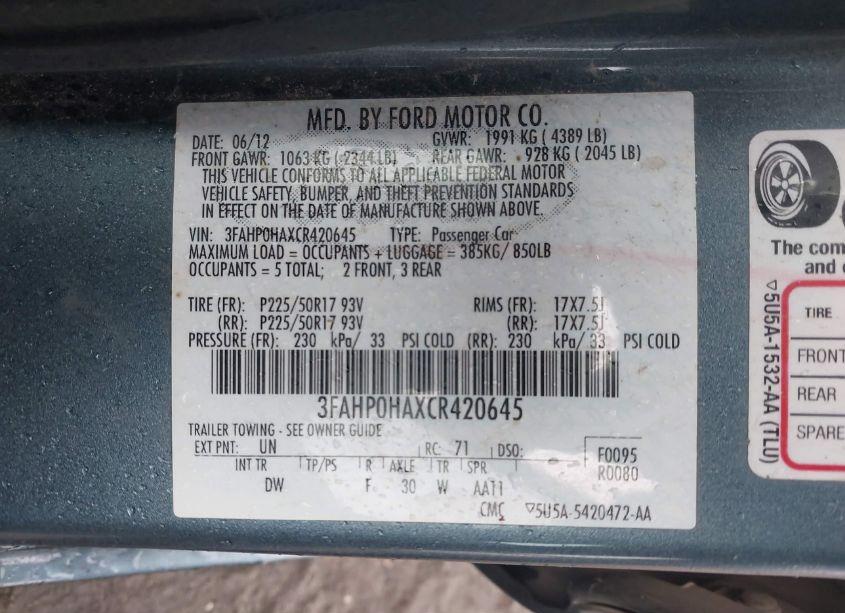 MFD. BY FORD MOTOR CO.
DATE: 06/12 GVWR: 1991 KG ( 4389 LB)
FRONT GAWR: 1063 KG ( 2344 LB) REAR GAWR: 928 KG ( 2045 LB)
THIS VEHICLE CONFORMS TO ALL APPLICABLE FEDERAL MOTOR
VEHICLE SAFETY, BUMPER, AND THEFT PREVENTION STANDARDS
IN EFFECT ON THE DATE OF MANUFACTURE SHOWN ABOVE.
VIN: 3FAHP0HAXCR420645 TYPE: Passenger Car
MAXIMUM LOAD = OCCUPANTS + LUGGAGE = 385KG/ 850LB
OCCUPANTS = 5 TOTAL; 2 FRONT, 3 REAR
TIRE (FR): P225/50R17 93V RIMS (FR): 17X7.5J
(RR): P225/50R17 93V (RR): 17X7.5J
PRESSURE (FR): 230 kPa/ 33 PSI COLD (RR): 230 kPa/ 33 PSI COLD
3FAHP0HAXCR420645
TRAILER TOWING - SEE OWNER GUIDE
EXT PNT: UN RC: 71 DSO: F0095
R0080
INT TR TP/PS R AXLE TR SPR
DW F 30 W AA11
CMC ▽5U5A-5420472-AA
The com
and c
▽5U5A-1532-AA (TLU)
TIRE
FRONT
REAR
SPARE